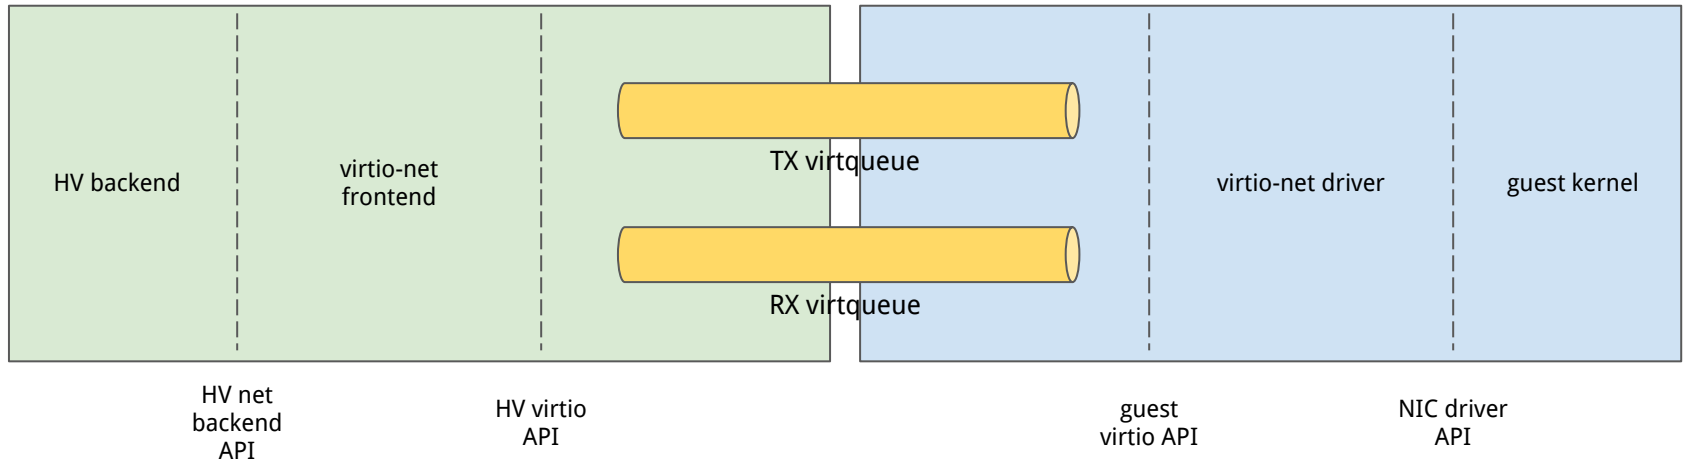 TX virtqueue
HV backend
virtio-net
frontend
virtio-net driver
guest kernel
RX virtqueue
HV net
backend
API
HV virtio
API
guest
virtio API
NIC driver
API